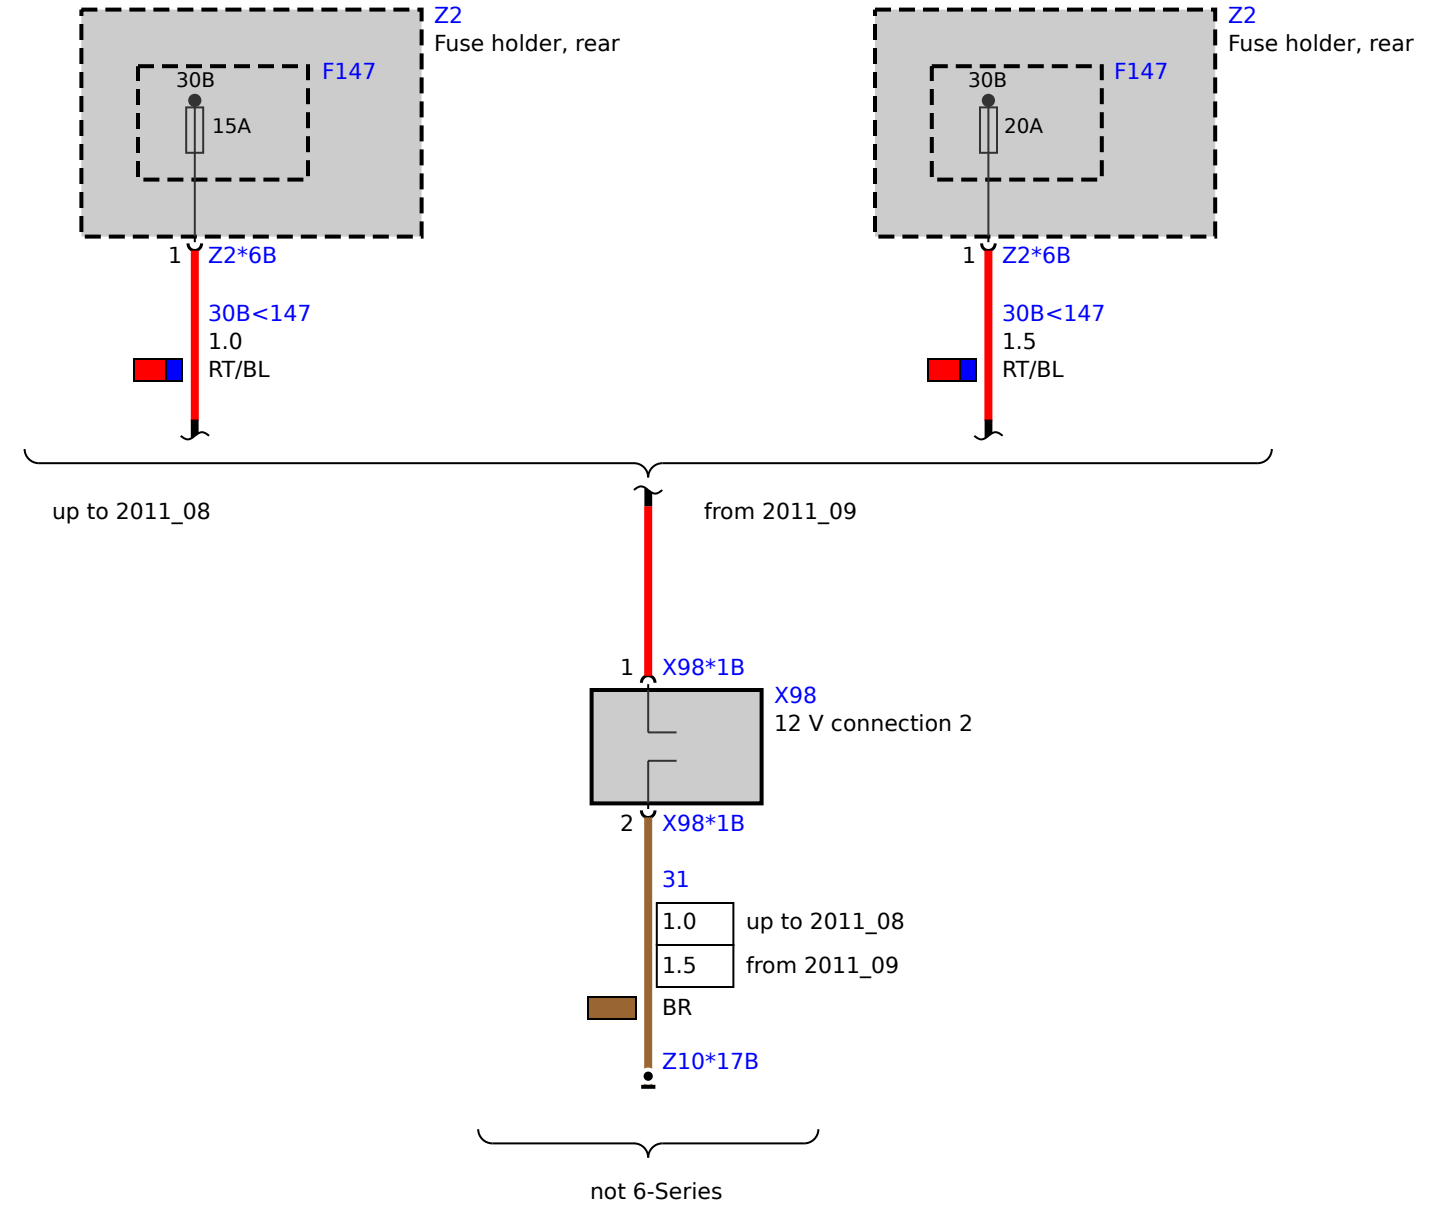 Z2
Fuse holder, rear
F147
30B
15A
1 Z2*6B
30B<147
1.0
RT/BL
Z2
Fuse holder, rear
F147
30B
20A
1 Z2*6B
30B<147
1.5
RT/BL
up to 2011_08
from 2011_09
1 X98*1B
X98
12 V connection 2
2 X98*1B
31
1.0 up to 2011_08
1.5 from 2011_09
BR
Z10*17B
not 6-Series